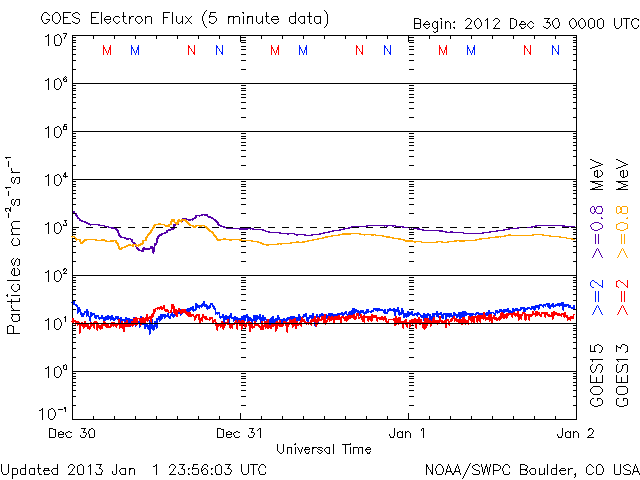 GOES Electron Flux (5 minute data)
Begin: 2012 Dec 30 0000 UTC
M M N N M M N N M M N N
10⁷
10⁶
10⁵
10⁴
10³
10²
10¹
10⁰
10⁻¹
Particles cm⁻²s⁻¹sr⁻¹
Dec 30 Dec 31 Jan 1 Jan 2
Universal Time
GOES15 >=2 >=0.8 MeV
GOES13 >=2 >=0.8 MeV
Updated 2013 Jan 1 23:56:03 UTC
NOAA/SWPC Boulder, CO USA